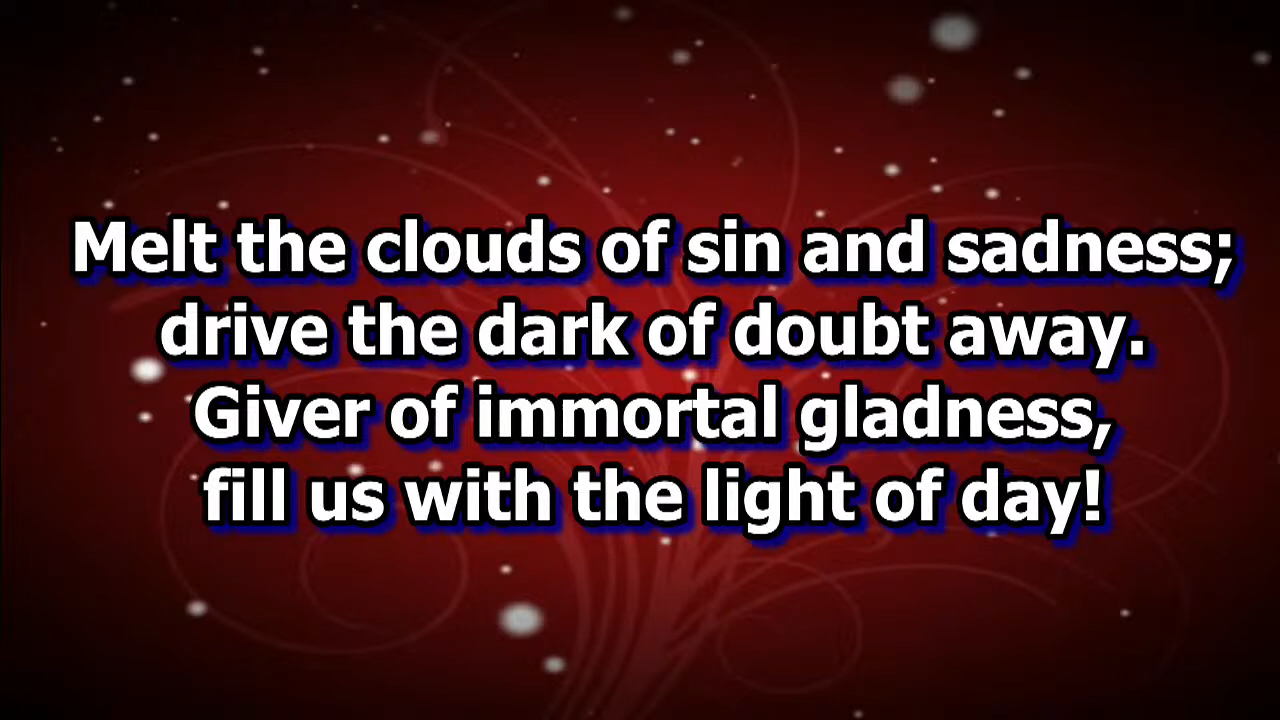 Melt the clouds of sin and sadness;
drive the dark of doubt away.
Giver of immortal gladness,
fill us with the light of day!